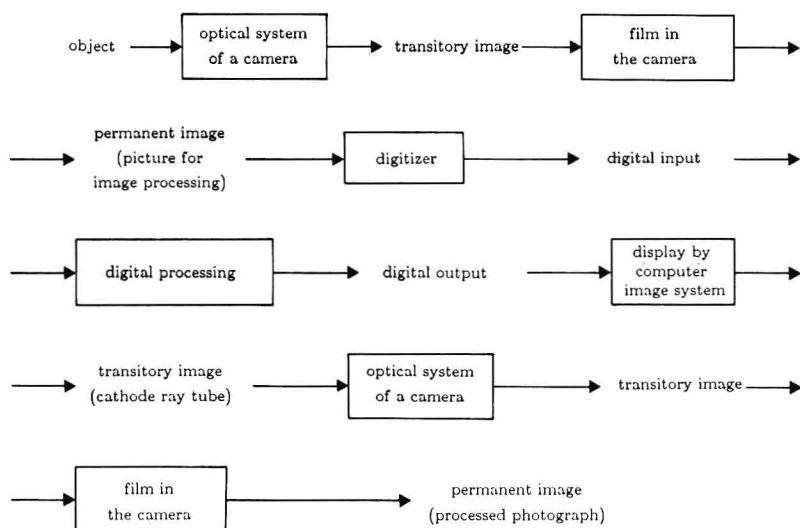 object
optical system
of a camera
transitory image
film in
the camera
permanent image
(picture for
image processing)
digitizer
digital input
digital processing
digital output
display by
computer
image system
transitory image
(cathode ray tube)
optical system
of a camera
transitory image
film in
the camera
permanent image
(processed photograph)